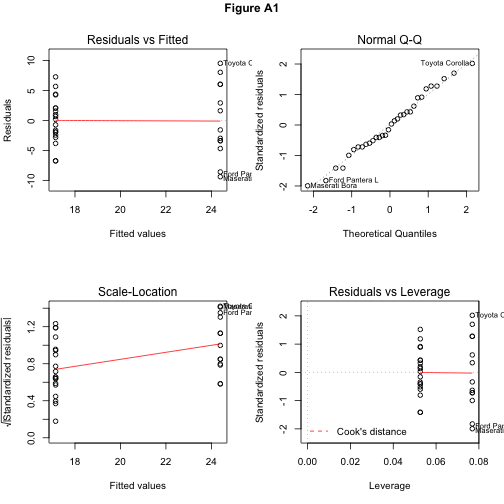 Figure A1
Residuals vs Fitted
Residuals
10
5
0
-5
-10
Toyota C
Ford Pan
Maserati
18 20 22 24
Fitted values
Normal Q-Q
Standardized residuals
2
1
0
-1
-2
Toyota Corolla
Ford Pantera L
Maserati Bora
-2 -1 0 1 2
Theoretical Quantiles
Scale-Location
√|Standardized residuals|
1.2
0.8
0.4
0.0
Ford Par
18 20 22 24
Fitted values
Residuals vs Leverage
Standardized residuals
2
1
0
-1
-2
Toyota C
Ford Par
Maserati
Cook's distance
0.00 0.02 0.04 0.06 0.08
Leverage